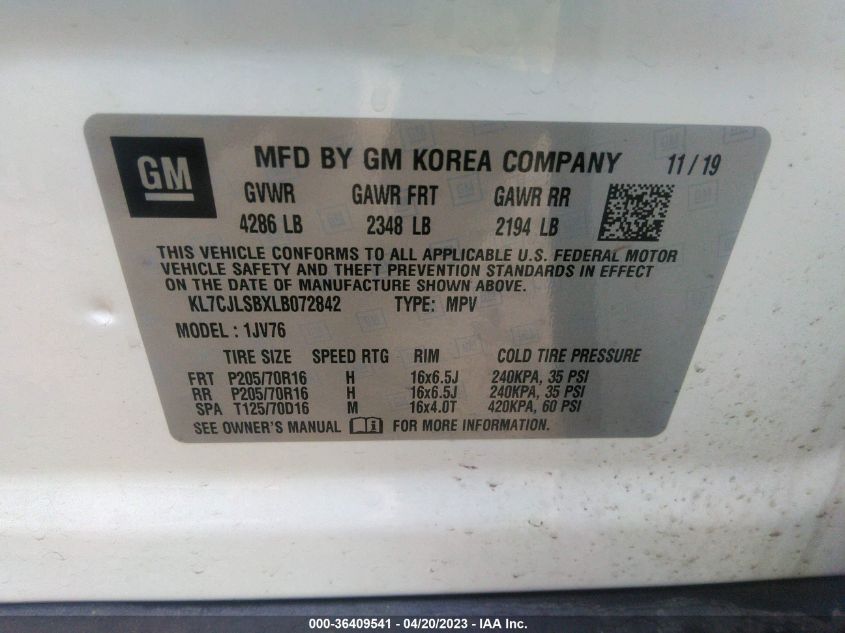 GM
MFD BY GM KOREA COMPANY 11 / 19
GVWR GAWR FRT GAWR RR
4286 LB 2348 LB 2194 LB
THIS VEHICLE CONFORMS TO ALL APPLICABLE U.S. FEDERAL MOTOR
VEHICLE SAFETY AND THEFT PREVENTION STANDARDS IN EFFECT
ON THE DATE OF MANUFACTURE SHOWN ABOVE.
KL7CJLSBXLB072842 TYPE: MPV
MODEL : 1JV76
TIRE SIZE SPEED RTG RIM COLD TIRE PRESSURE
FRT P205/70R16 H 16x6.5J 240KPA, 35 PSI
RR P205/70R16 H 16x6.5J 240KPA, 35 PSI
SPA T125/70D16 M 16x4.0T 420KPA, 60 PSI
SEE OWNER'S MANUAL FOR MORE INFORMATION.
000-36409541 - 04/20/2023 - IAA Inc.